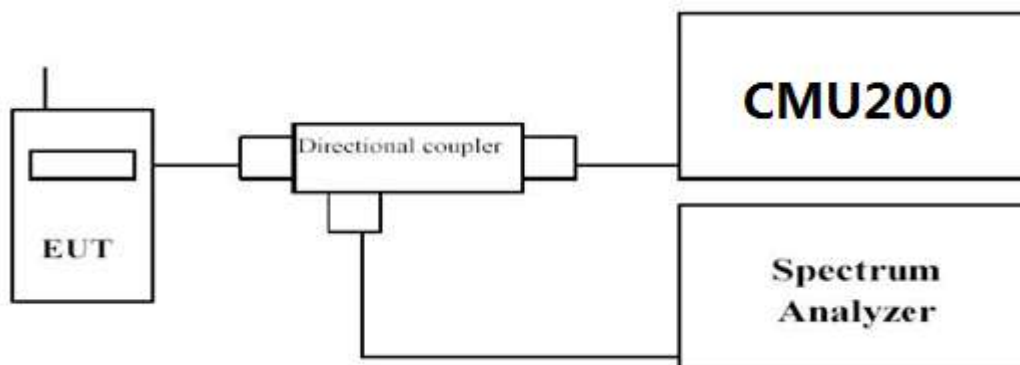 CMU200
Directional coupler
EUT
Spectrum
Analyzer